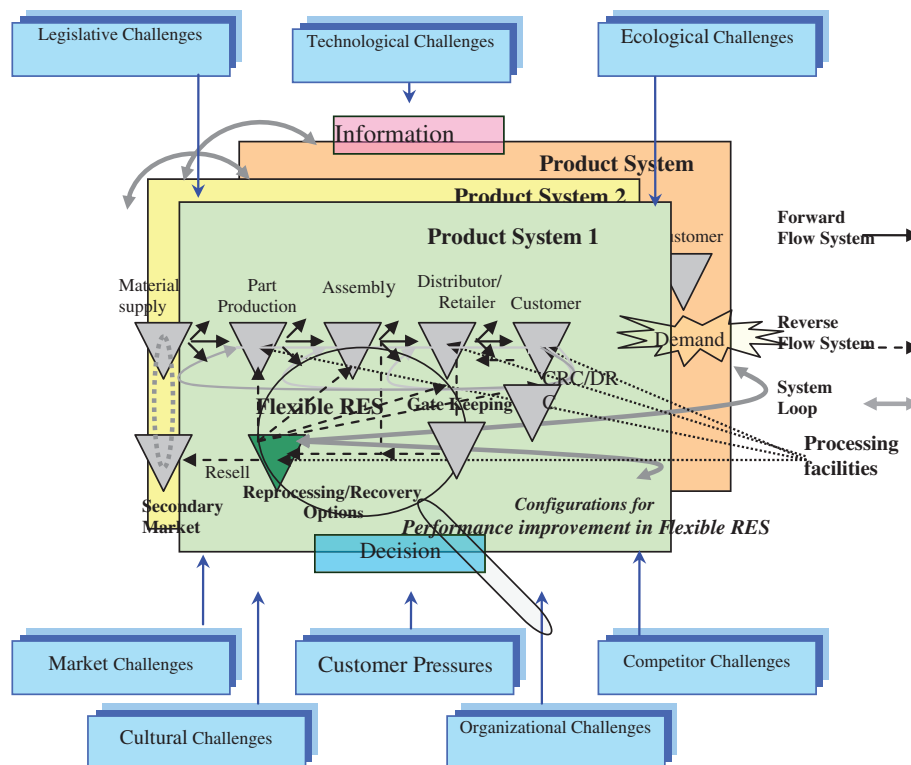 Legislative Challenges
Technological Challenges
Ecological Challenges
Information
Product System
Product System 2
Product System 1
Forward
Flow System
ustomer
Material
supply
Part
Production
Assembly
Distributor/
Retailer
Customer
Demand
Reverse
Flow System
System
Loop
CRC/DR
C
Flexible RES
Gate Keeping
Processing
facilities
Resell
Reprocessing/Recovery
Options
Secondary
Market
Configurations for
Performance improvement in Flexible RES
Decision
Market Challenges
Customer Pressures
Competitor Challenges
Cultural Challenges
Organizational Challenges